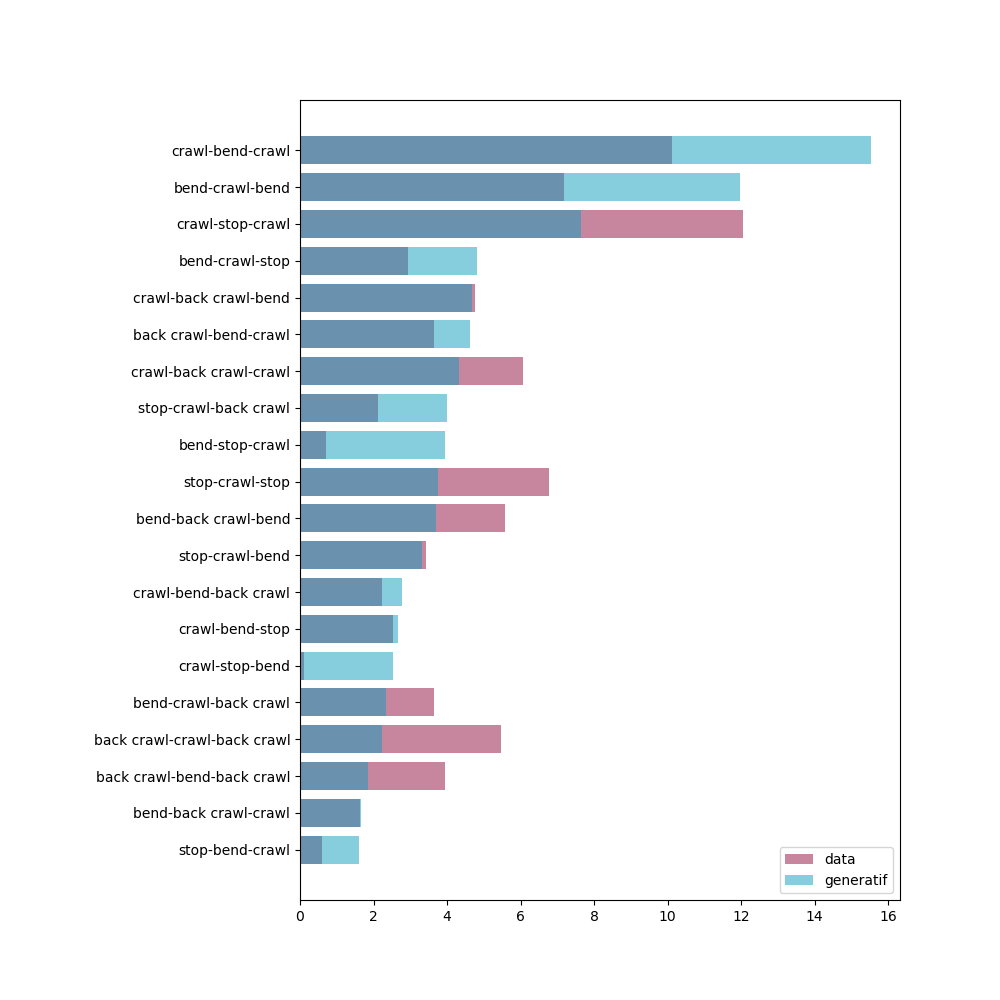 crawl-bend-crawl
bend-crawl-bend
crawl-stop-crawl
bend-crawl-stop
crawl-back crawl-bend
back crawl-bend-crawl
crawl-back crawl-crawl
stop-crawl-back crawl
bend-stop-crawl
stop-crawl-stop
bend-back crawl-bend
stop-crawl-bend
crawl-bend-back crawl
crawl-bend-stop
crawl-stop-bend
bend-crawl-back crawl
back crawl-crawl-back crawl
back crawl-bend-back crawl
bend-back crawl-crawl
stop-bend-crawl
data
generatif
0 2 4 6 8 10 12 14 16